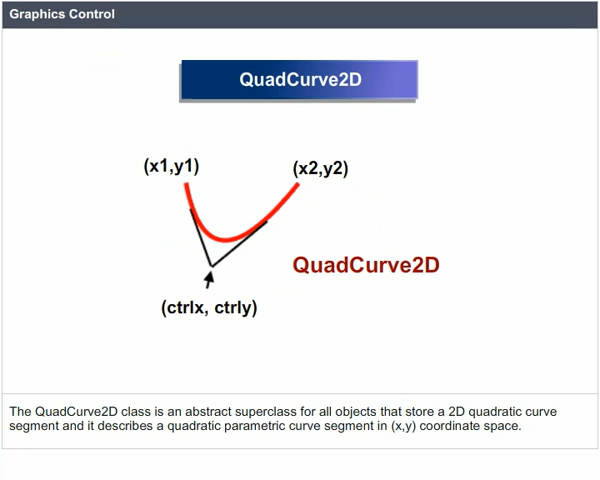 Graphics Control
QuadCurve2D
(x1,y1)
(x2,y2)
QuadCurve2D
(ctrlx, ctrly)
The QuadCurve2D class is an abstract superclass for all objects that store a 2D quadratic curve
segment and it describes a quadratic parametric curve segment in (x,y) coordinate space.